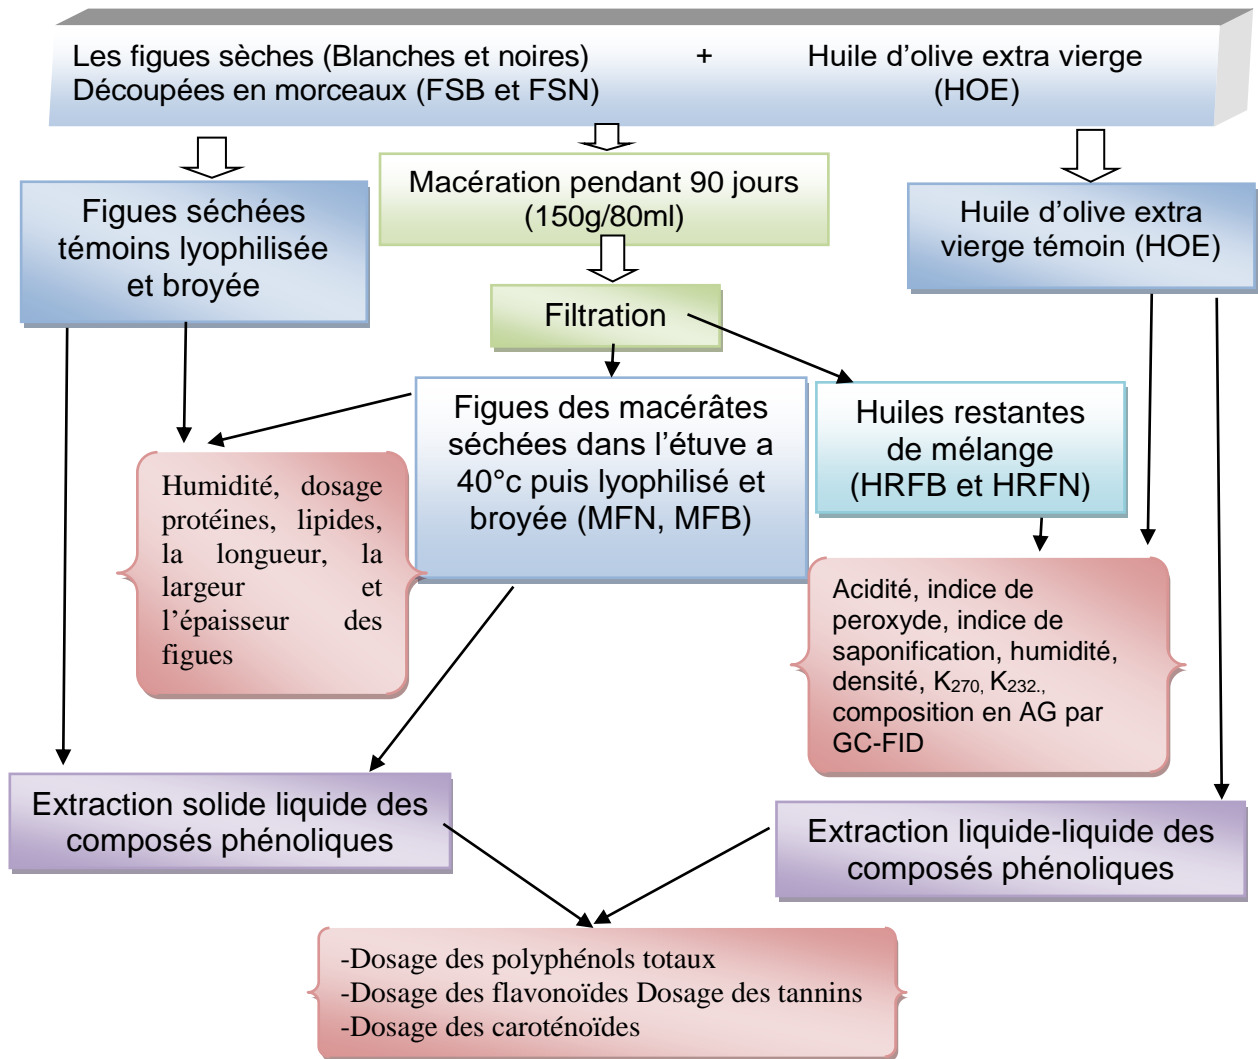 Les figues sèches (Blanches et noires) + Huile d'olive extra vierge
Découpées en morceaux (FSB et FSN) (HOE)
Figues séchées
témoins lyophilisée
et broyée
Macération pendant 90 jours
(150g/80ml)
Huile d'olive extra
vierge témoin (HOE)
Filtration
Figues des macérâtes
séchées dans l'étuve a
40°c puis lyophilisé et
broyée (MFN, MFB)
Huiles restantes
de mélange
(HRFB et HRFN)
Humidité, dosage
protéines, lipides,
la longueur, la
largeur et
l'épaisseur des
figues
Acidité, indice de
peroxyde, indice de
saponification, humidité,
densité, K270, K232.,
composition en AG par
GC-FID
Extraction solide liquide des
composés phénoliques
Extraction liquide-liquide des
composés phénoliques
-Dosage des polyphénols totaux
-Dosage des flavonoïdes Dosage des tannins
-Dosage des caroténoïdes